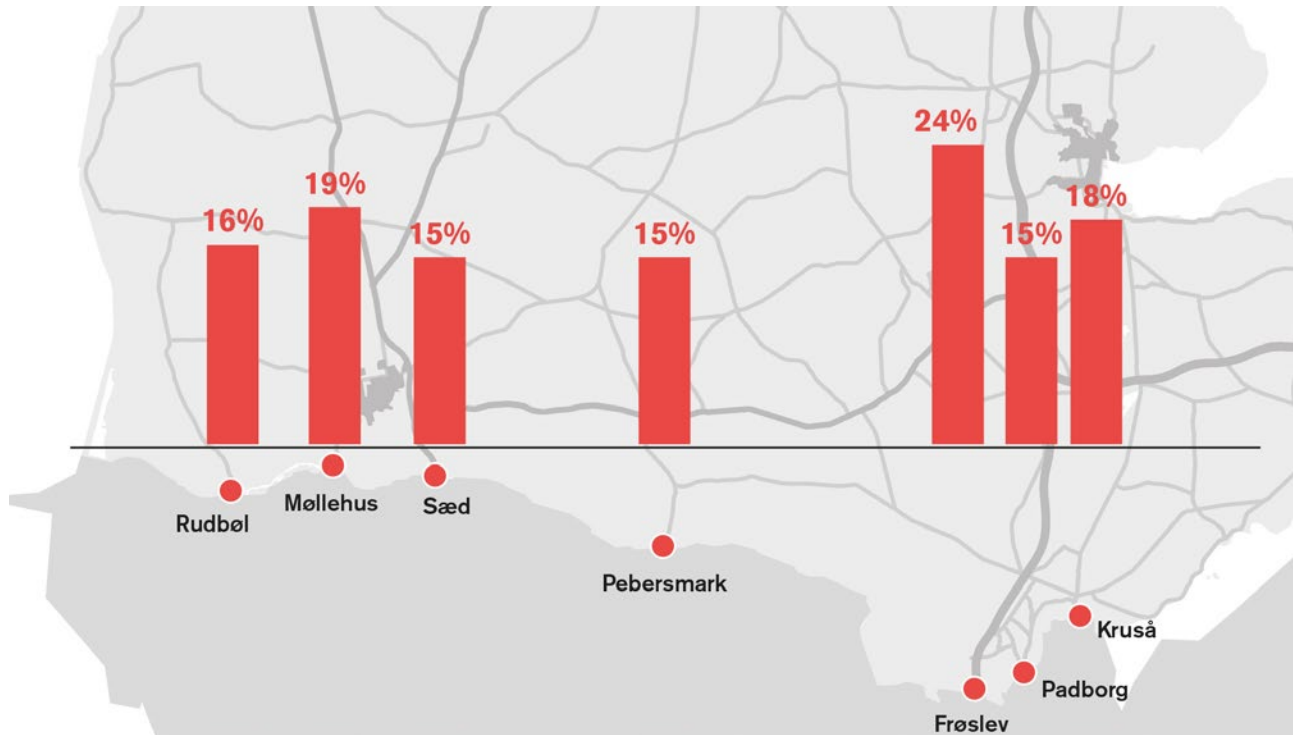 24%
19%
18%
16%
15%
15%
15%
Rudbøl
Møllehus
Sæd
Pebersmark
Kruså
Padborg
Frøslev